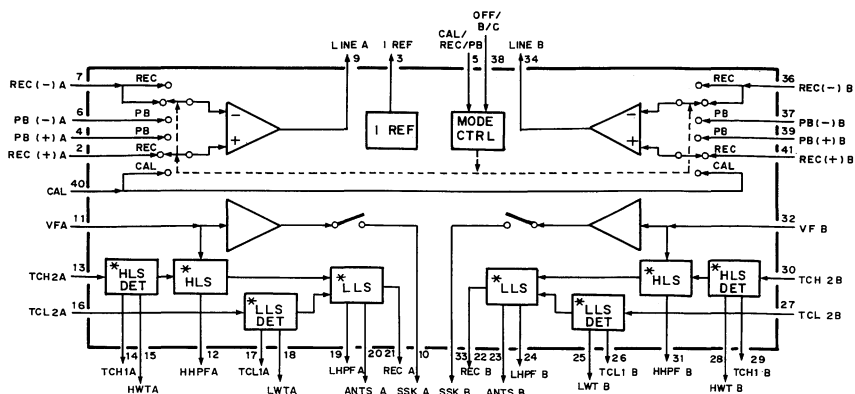 OFF/
CAL/ B/C
LINE A I REF REC/PB LINE B
9 3 5 38 34
7 REC REC 36
REC (-) A REC(-) B
6 PB PB 37
PB (-) A PB(-) B
4 PB PB 39
PB (+) A PB(+) B
2 REC REC 41
REC (+) A REC(+) B
− + I REF MODE CTRL − +
40 CAL CAL
CAL
11 32
VFA VF B
13 30
TCH2A TCH 2B
* HLS DET
* HLS
* LLS
* LLS
* HLS
* HLS DET
16 27
TCL2A TCL 2B
* LLS DET
* LLS DET
14 15 12 17 18 19 20 21 10 33 22 23 24 25 26 31 28 29
TCH1A HHPFA TCL1A LHPF A REC A REC B LHPF B TCL1 B HHPF B TCH1 B
HWTA LWTA ANTS A SSK A SSK B ANTS B LWT B HWT B